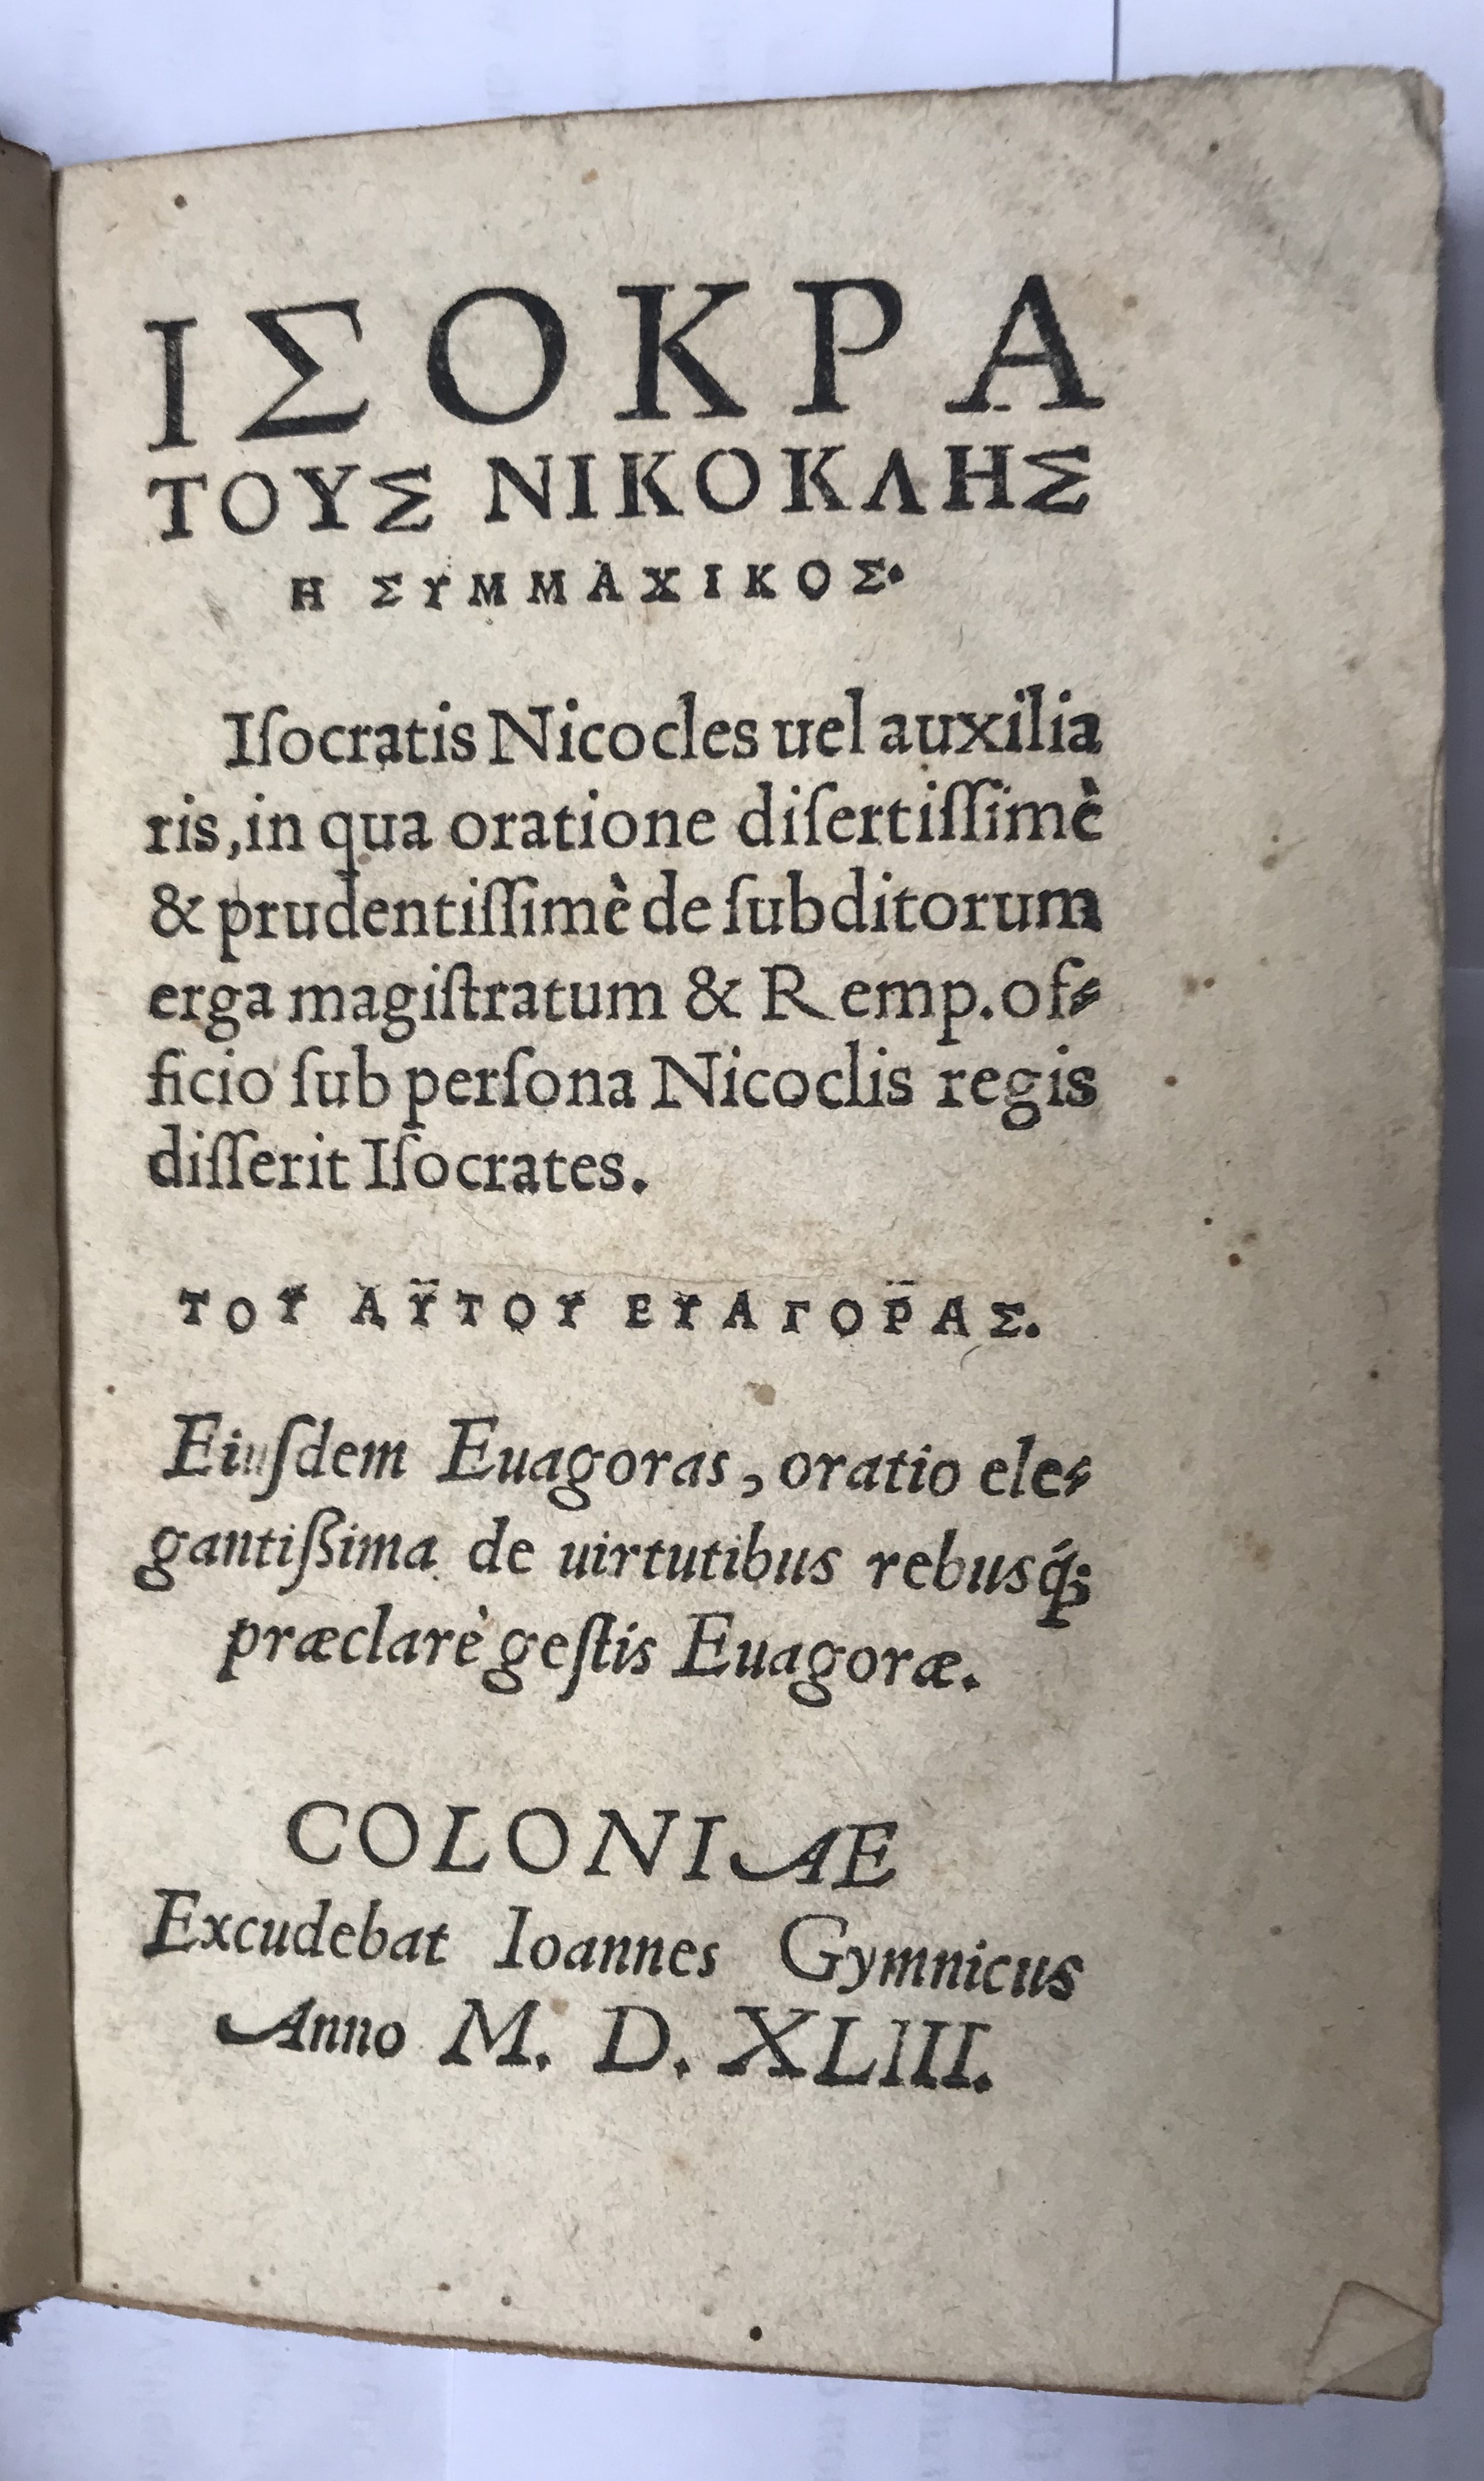 ΙΣΟΚΡΑ
ΤΟΥΣ ΝΙΚΟΚΛΗΣ
Η ΣΥΜΜΑΧΙΚΟΣ.
Iſocratis Nicocles uel auxilia
ris, in qua oratione diſertiſſimè
& prudentiſſimè de ſubditorum
erga magiſtratum & Remp. of⸗
ficio ſub perſona Nicoclis regis
diſſerit Iſocrates.
ΤΟΥ ΑΥΤΟΥ ΕΥΑΓΟΡΑΣ.
Eiuſdem Euagoras, oratio ele⸗
gantißima de uirtutibus rebusq́;
præclarè geſtis Euagoræ.
COLONIAE
Excudebat Ioannes Gymnicus
Anno M. D. XLIII.